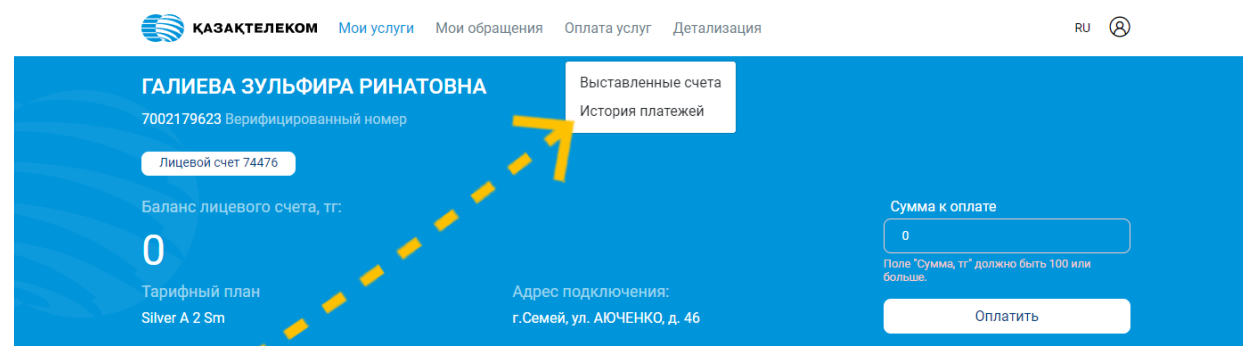 ҚАЗАҚТЕЛЕКОМ Мои услуги Мои обращения Оплата услуг Детализация RU
ГАЛИЕВА ЗУЛЬФИРА РИНАТОВНА
Выставленные счета
История платежей
7002179623 Верифицированный номер
Лицевой счет 74476
Баланс лицевого счета, тг:
0
Сумма к оплате
0
Поле "Сумма, тг" должно быть 100 или
больше.
Тарифный план
Silver A 2 Sm
Адрес подключения:
г.Семей, ул. АЮЧЕНКО, д. 46
Оплатить